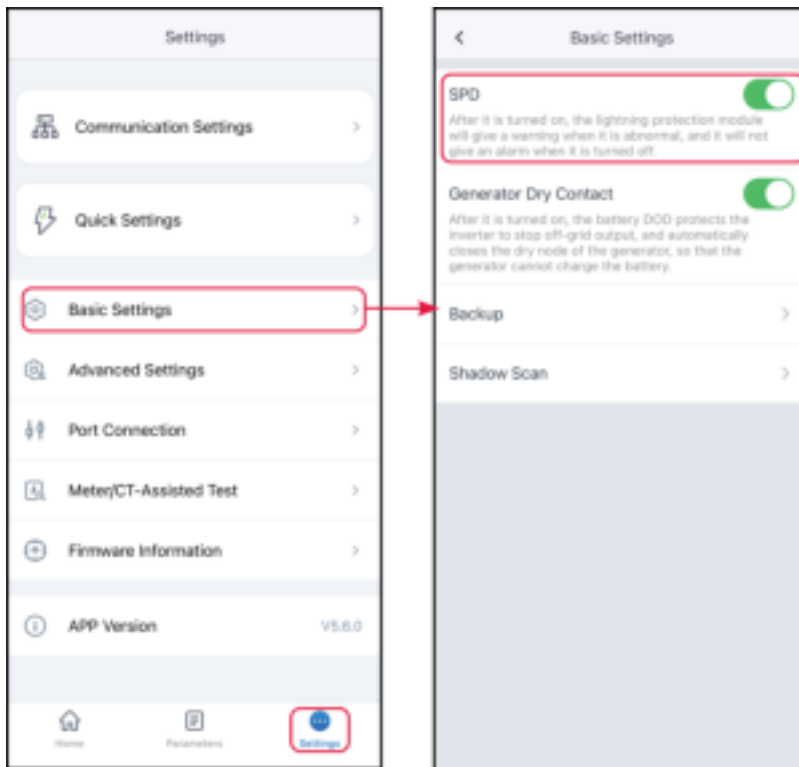 Settings
Communication Settings
Quick Settings
Basic Settings
Advanced Settings
Port Connection
Meter/CT-Assisted Test
Firmware Information
APP Version V5.6.0
Home Parameters Settings
Basic Settings
SPD
After it is turned on, the lightning protection module
will give a warning when it is abnormal, and it will not
give an alarm when it is turned off.
Generator Dry Contact
After it is turned on, the battery DOD protects the
inverter to stop off-grid output, and automatically
closes the dry node of the generator, so that the
generator cannot charge the battery.
Backup
Shadow Scan